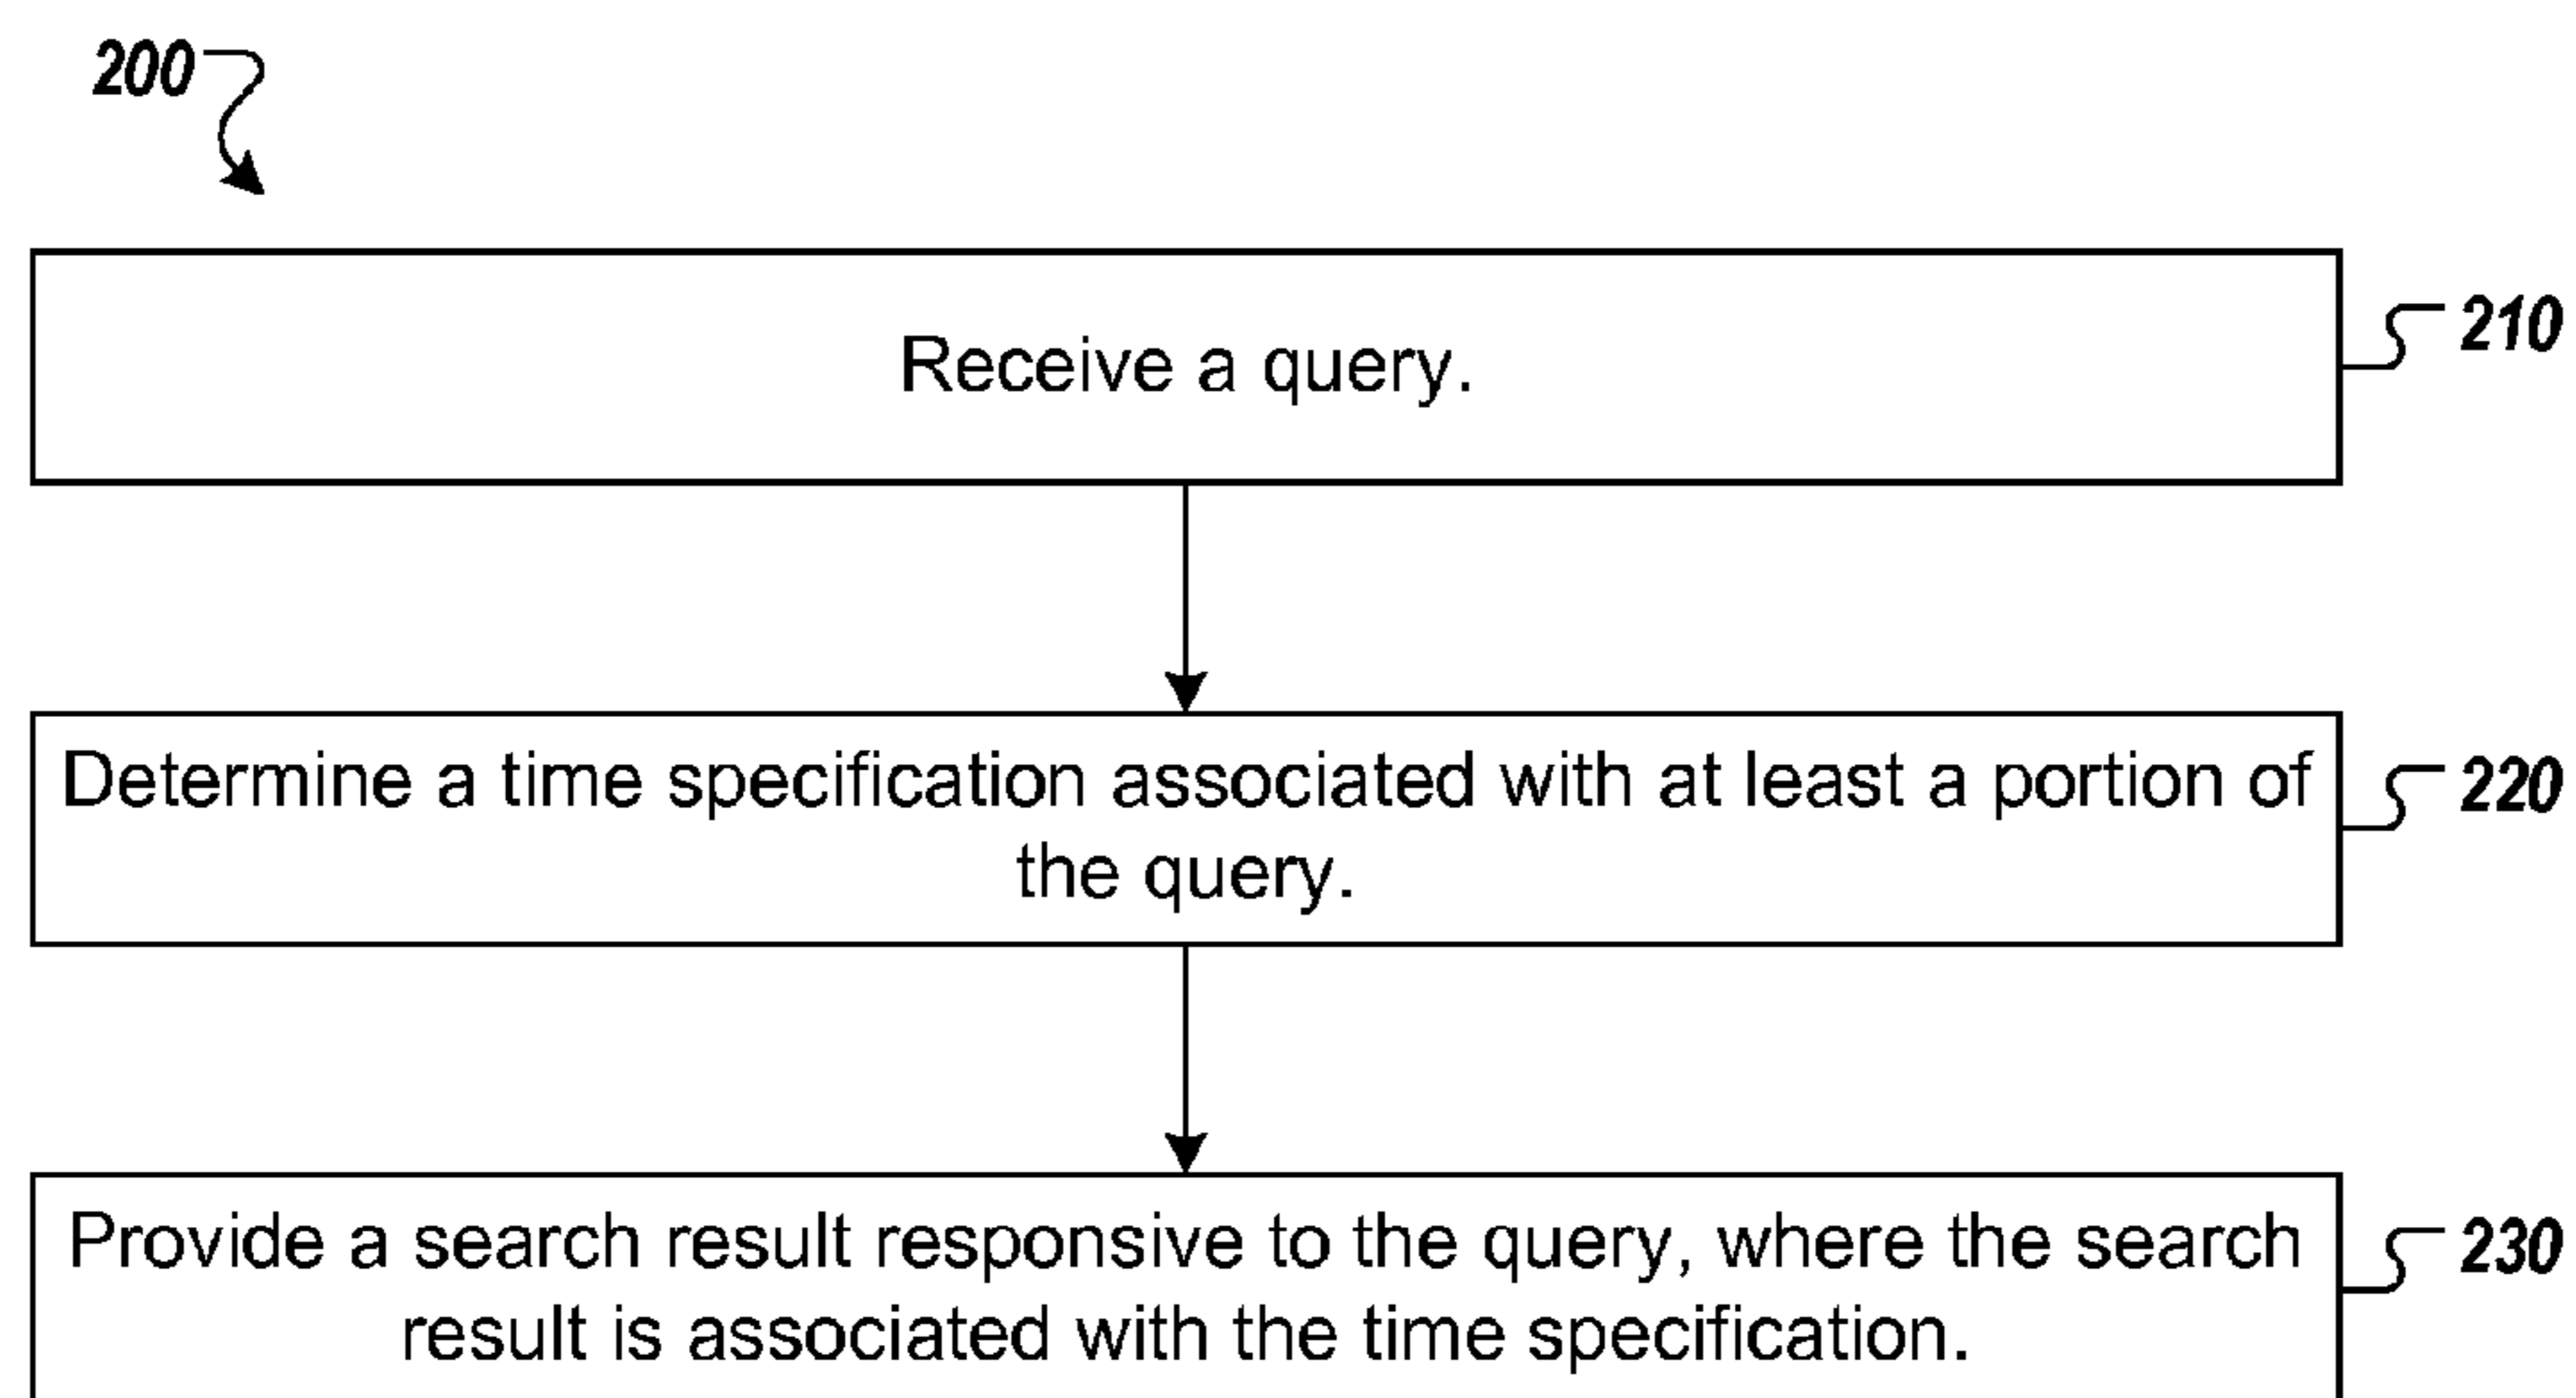 200
Receive a query.
210
Determine a time specification associated with at least a portion of
the query.
220
Provide a search result responsive to the query, where the search
result is associated with the time specification.
230